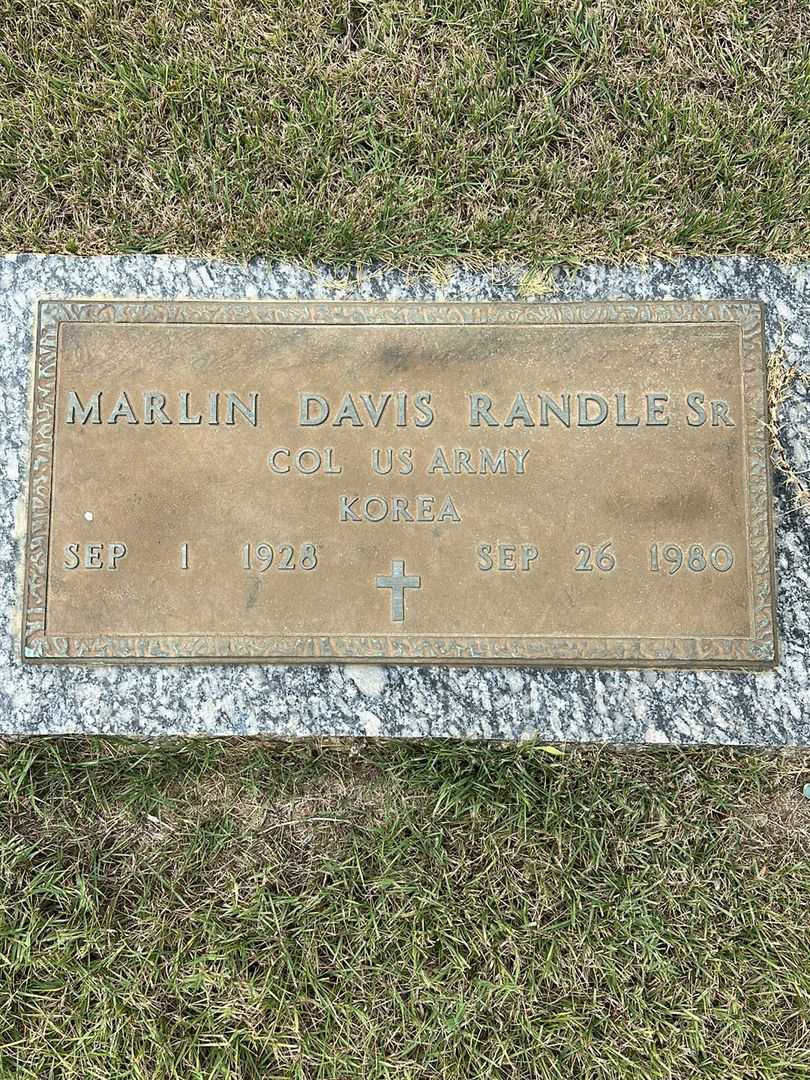 MARLIN DAVIS RANDLE SR
COL US ARMY
KOREA
SEP 1 1928 SEP 26 1980